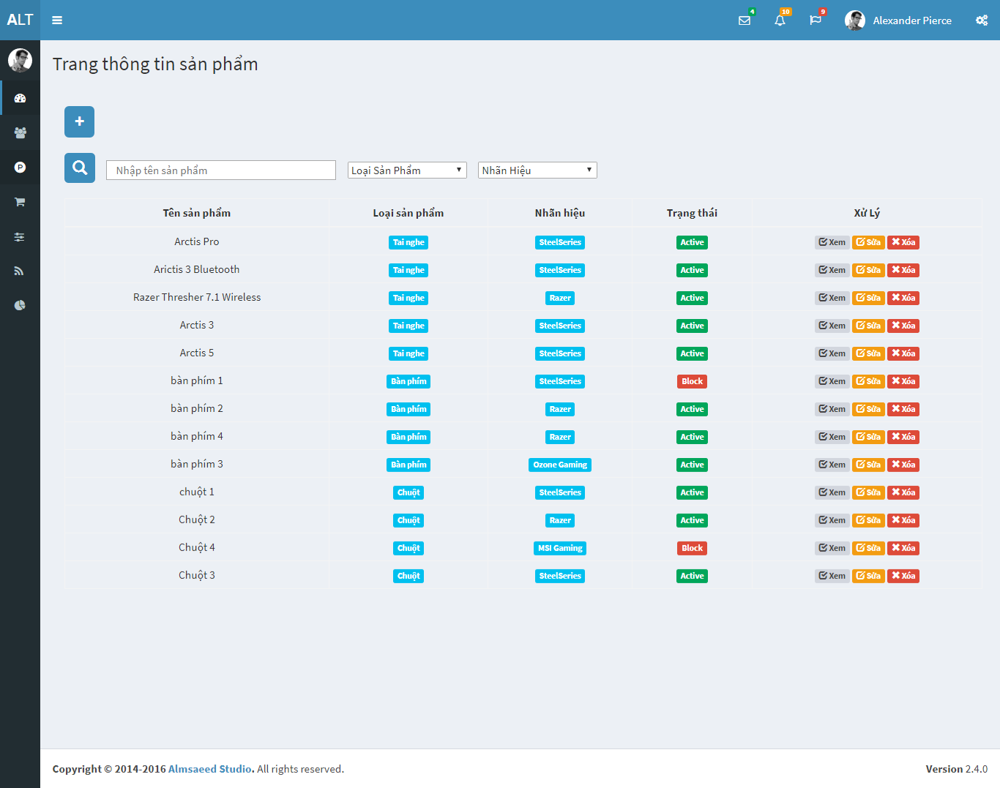 ALT
4
10
9
Alexander Pierce
Trang thông tin sản phẩm
+
Nhập tên sản phẩm
Loại Sản Phẩm
Nhãn Hiệu
Tên sản phẩm Loại sản phẩm Nhãn hiệu Trạng thái Xử Lý
Arctis Pro Tai nghe SteelSeries Active Xem Sửa Xóa
Arictis 3 Bluetooth Tai nghe SteelSeries Active Xem Sửa Xóa
Razer Thresher 7.1 Wireless Tai nghe Razer Active Xem Sửa Xóa
Arctis 3 Tai nghe SteelSeries Active Xem Sửa Xóa
Arctis 5 Tai nghe SteelSeries Active Xem Sửa Xóa
bàn phím 1 Bàn phím SteelSeries Block Xem Sửa Xóa
bàn phím 2 Bàn phím Razer Active Xem Sửa Xóa
bàn phím 4 Bàn phím Razer Active Xem Sửa Xóa
bàn phím 3 Bàn phím Ozone Gaming Active Xem Sửa Xóa
chuột 1 Chuột SteelSeries Active Xem Sửa Xóa
Chuột 2 Chuột Razer Active Xem Sửa Xóa
Chuột 4 Chuột MSI Gaming Block Xem Sửa Xóa
Chuột 3 Chuột SteelSeries Active Xem Sửa Xóa
Copyright © 2014-2016 Almsaeed Studio. All rights reserved.
Version 2.4.0